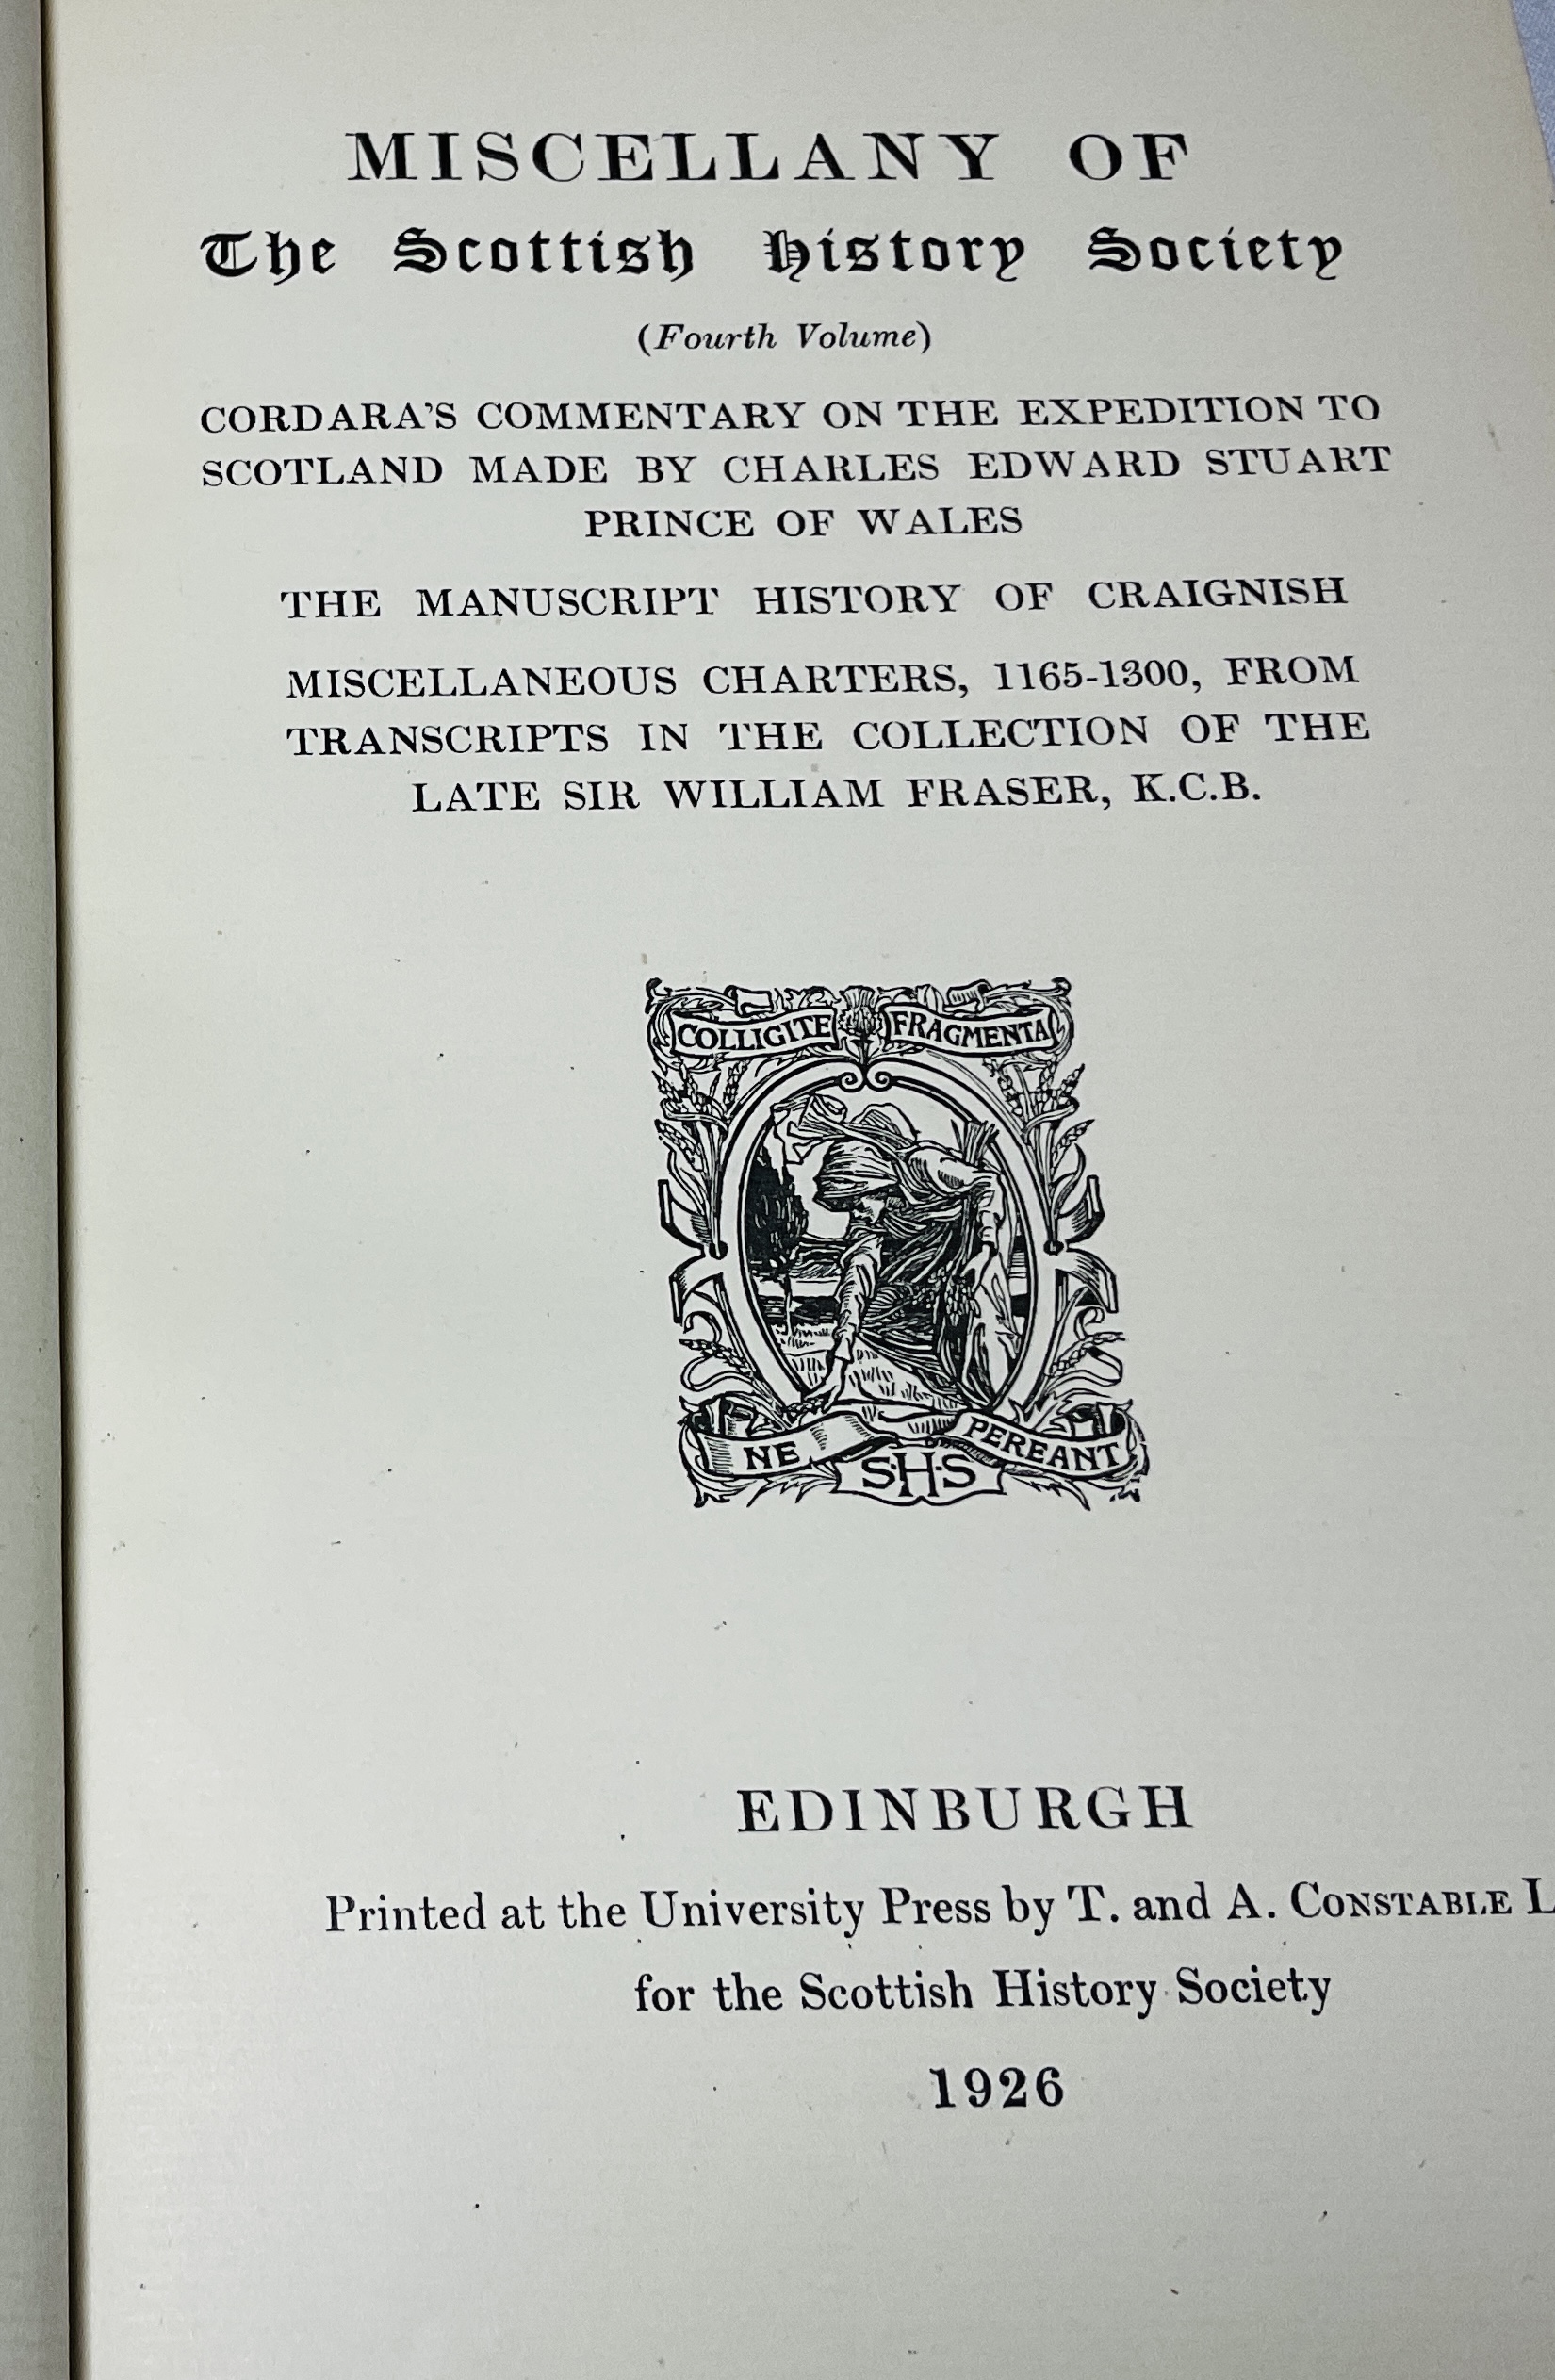 MISCELLANY OF
The Scottish History Society
(Fourth Volume)
CORDARA'S COMMENTARY ON THE EXPEDITION TO
SCOTLAND MADE BY CHARLES EDWARD STUART
PRINCE OF WALES
THE MANUSCRIPT HISTORY OF CRAIGNISH
MISCELLANEOUS CHARTERS, 1165-1300, FROM
TRANSCRIPTS IN THE COLLECTION OF THE
LATE SIR WILLIAM FRASER, K.C.B.
COLLIGITE FRAGMENTA
NE PEREANT
S·H·S
EDINBURGH
Printed at the University Press by T. and A. CONSTABLE L
for the Scottish History Society
1926